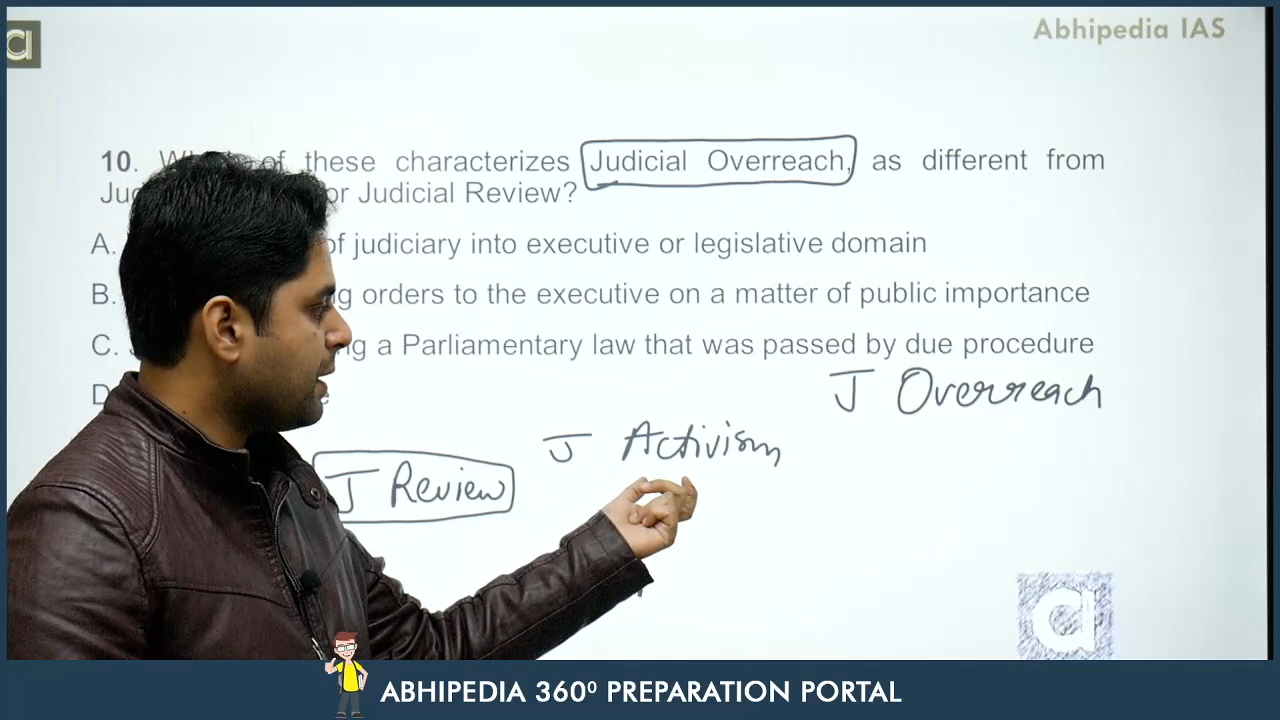 Abhipedia IAS
10. of these characterizes Judicial Overreach, as different from
or Judicial Review?
A. of judiciary into executive or legislative domain
B. orders to the executive on a matter of public importance
C. a Parliamentary law that was passed by due procedure
J Overreach
J Activism
J Review
ABHIPEDIA 360⁰ PREPARATION PORTAL